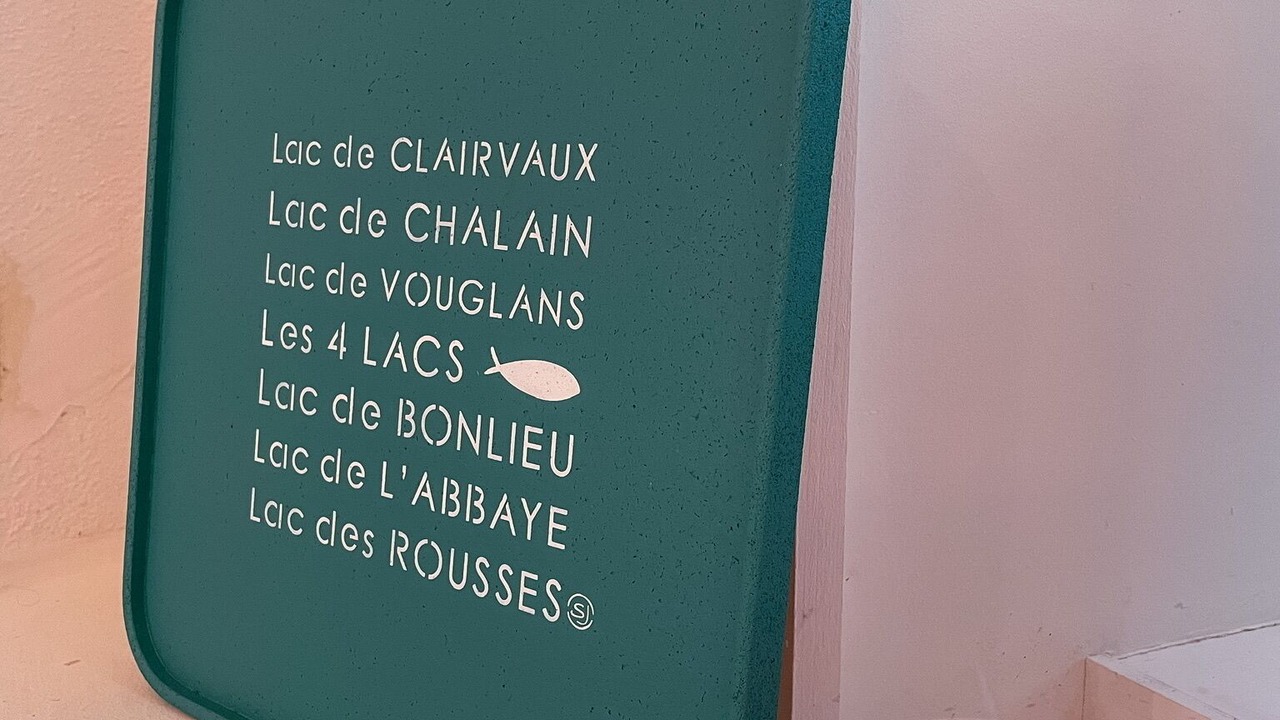 Lac de CLAIRVAUX
Lac de CHALAIN
Lac de VOUGLANS
Les 4 LACS
Lac de BONLIEU
Lac de L'ABBAYE
Lac des ROUSSES SJ